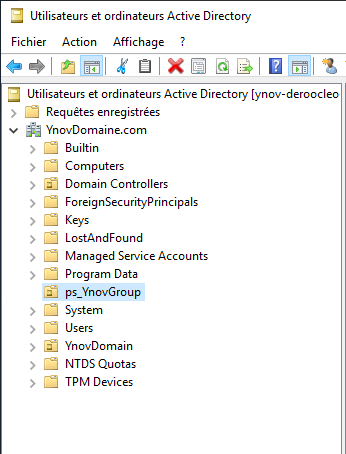 Utilisateurs et ordinateurs Active Directory
Fichier Action Affichage ?
Utilisateurs et ordinateurs Active Directory [ynov-deroocleo
Requêtes enregistrées
YnovDomaine.com
Builtin
Computers
Domain Controllers
ForeignSecurityPrincipals
Keys
LostAndFound
Managed Service Accounts
Program Data
ps_YnovGroup
System
Users
YnovDomain
NTDS Quotas
TPM Devices